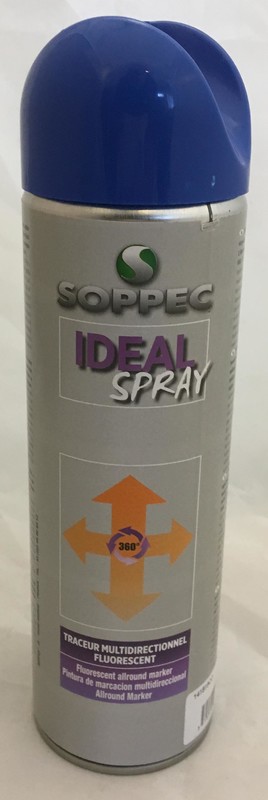 SOPPEC
IDEAL
SPRAY
360°
TRACEUR MULTIDIRECTIONNEL
FLUORESCENT
Fluorescent allround marker
Pintura de marcacion multidireccional
Allround Marker